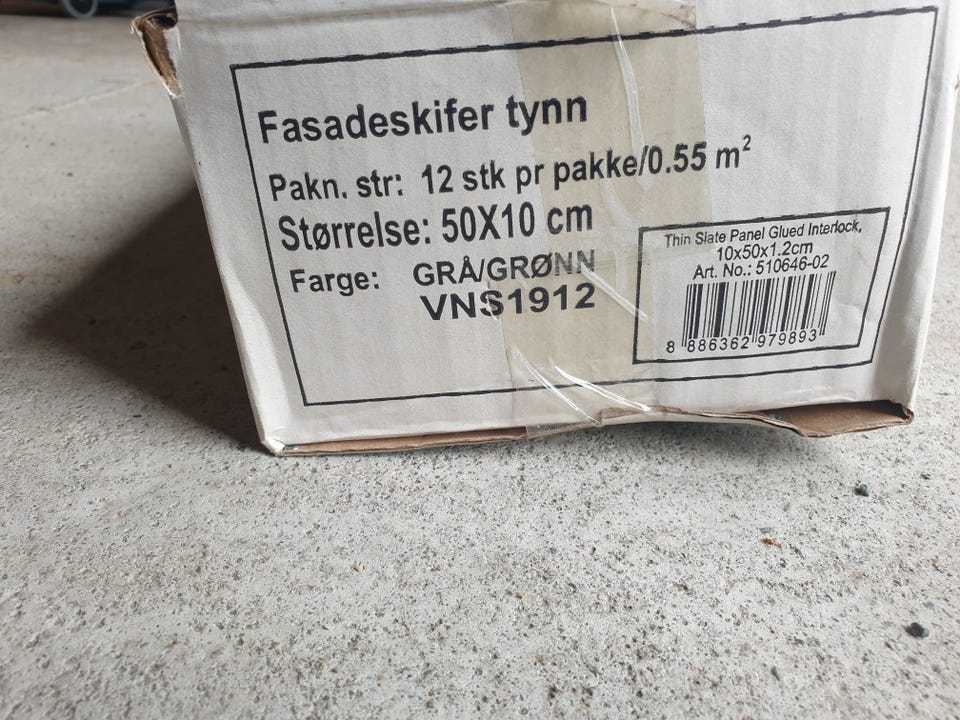 Fasadeskifer tynn
Pakn. str: 12 stk pr pakke/0.55 m²
Størrelse: 50X10 cm
Farge: GRÅ/GRØNN
VNS1912
Thin Slate Panel Glued Interlock,
10x50x1.2cm
Art. No.: 510646-02
8 886362 979893